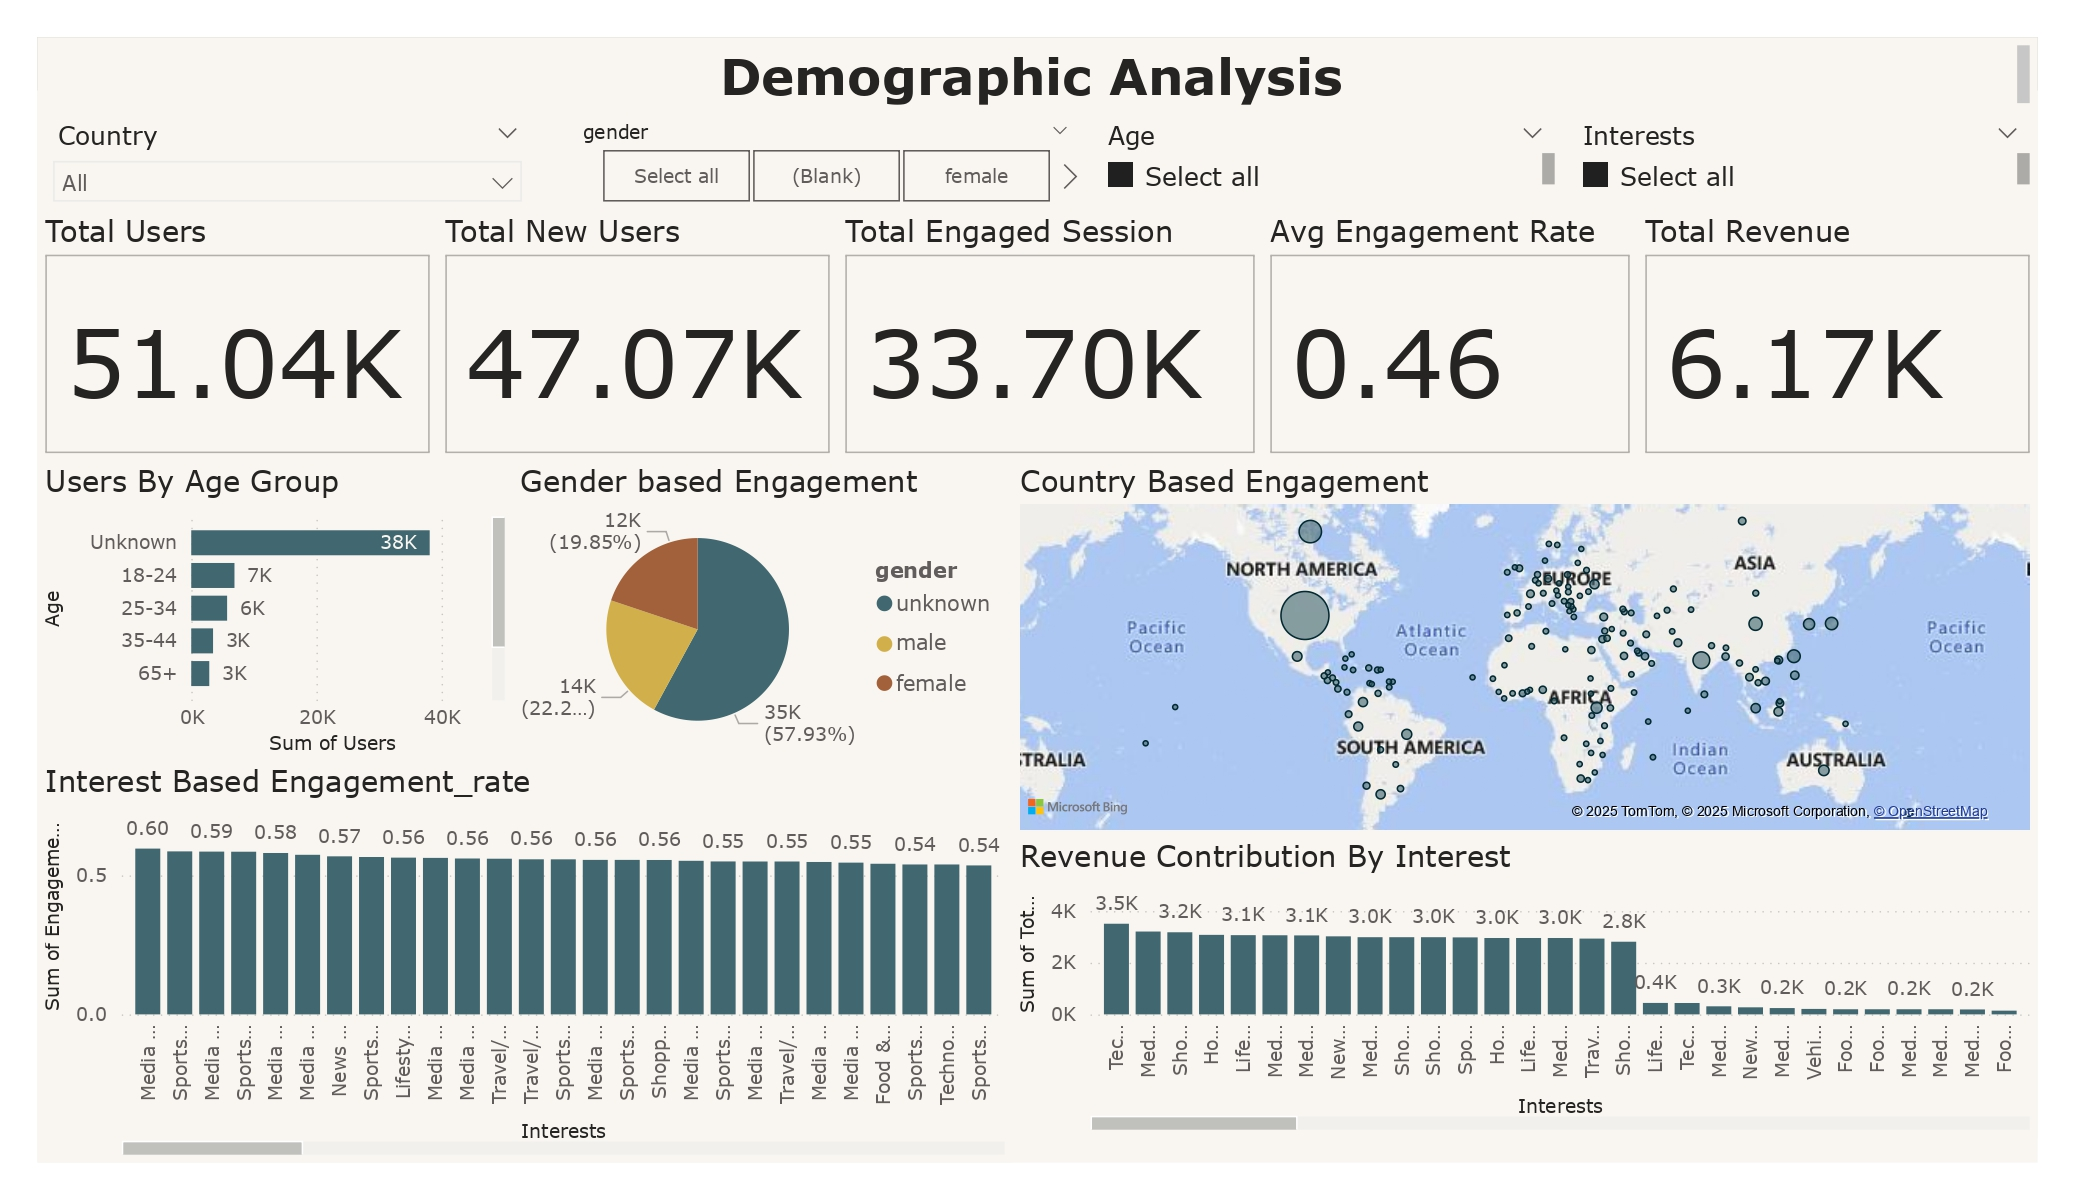 Demographic Analysis
Country
gender
Age
Interests
All
Select all
(Blank)
female
Select all
Select all
Total Users
Total New Users
Total Engaged Session
Avg Engagement Rate
Total Revenue
51.04K
47.07K
33.70K
0.46
6.17K
Users By Age Group
Age
Unknown 38K
18-24 7K
25-34 6K
35-44 3K
65+ 3K
0K 20K 40K
Sum of Users
Gender based Engagement
12K
(19.85%)
14K
(22.2...)
35K
(57.93%)
gender
unknown
male
female
Country Based Engagement
NORTH AMERICA
EUROPE
ASIA
Pacific
Ocean
Atlantic
Ocean
Pacific
Ocean
AFRICA
SOUTH AMERICA
Indian
Ocean
TRALIA
AUSTRALIA
Microsoft Bing
© 2025 TomTom, © 2025 Microsoft Corporation, © OpenStreetMap
Interest Based Engagement_rate
Sum of Engageme...
0.60 0.59 0.58 0.57 0.56 0.56 0.56 0.56 0.56 0.55 0.55 0.55 0.54 0.54
0.5
0.0
Media ...
Sports...
Media ...
Sports...
Media ...
Media ...
News ...
Sports...
Lifesty...
Media ...
Media ...
Travel/...
Travel/...
Sports...
Media ...
Sports...
Shopp...
Media ...
Sports...
Media ...
Travel/...
Media ...
Media ...
Food &...
Sports...
Techno...
Sports...
Interests
Revenue Contribution By Interest
Sum of Tot...
3.5K 3.2K 3.1K 3.1K 3.0K 3.0K 3.0K 3.0K 2.8K 0.4K 0.3K 0.2K 0.2K 0.2K 0.2K
4K
2K
0K
Tec...
Med...
Sho...
Ho...
Life...
Med...
Med...
New...
Med...
Sho...
Sho...
Spo...
Ho...
Life...
Med...
Trav...
Sho...
Life...
Tec...
Med...
New...
Med...
Vehi...
Foo...
Foo...
Med...
Med...
Med...
Foo...
Interests